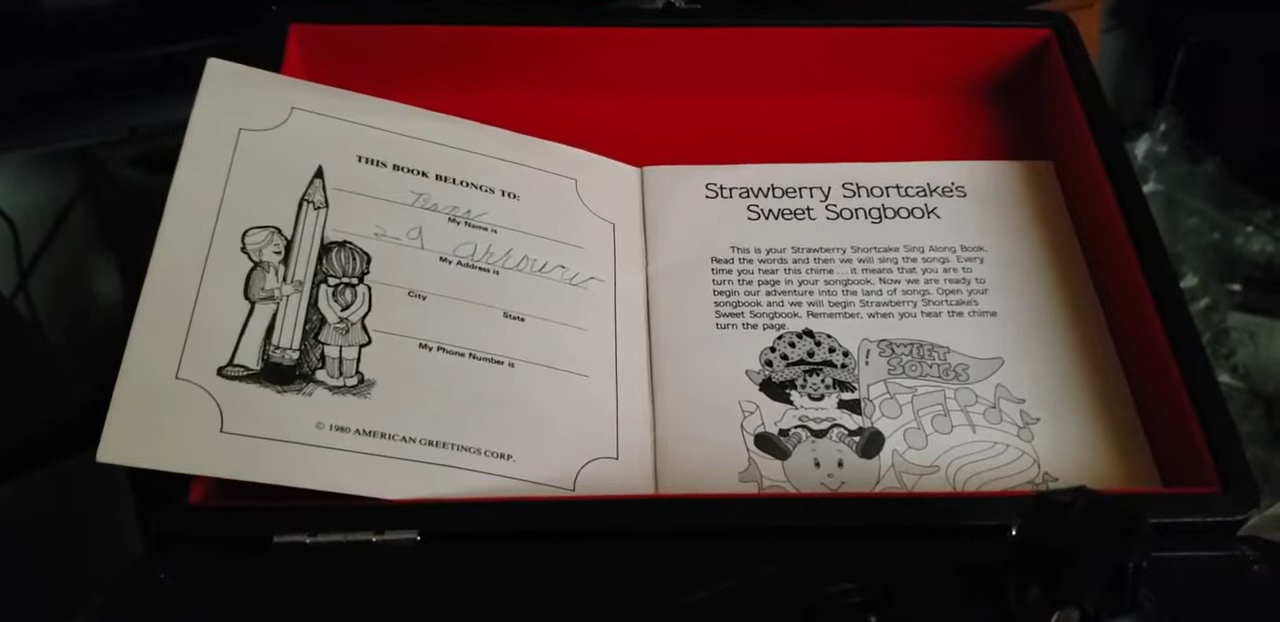 THIS BOOK BELONGS TO:
My Name is
29
My Address is
City
State
My Phone Number is
© 1980 AMERICAN GREETINGS CORP.
Strawberry Shortcake's
Sweet Songbook
This is your Strawberry Shortcake Sing Along Book.
Read the words and then we will sing the songs. Every
time you hear this chime ... it means that you are to
turn the page in your songbook. Now we are ready to
begin our adventure into the land of songs. Open your
songbook and we will begin Strawberry Shortcake's
Sweet Songbook. Remember, when you hear the chime
turn the page.
SWEET
SONGS